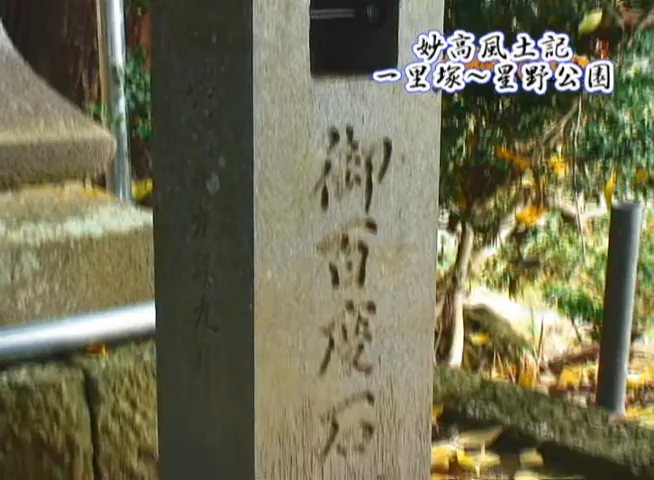 妙高風土記
一里塚～星野公園
御百度石